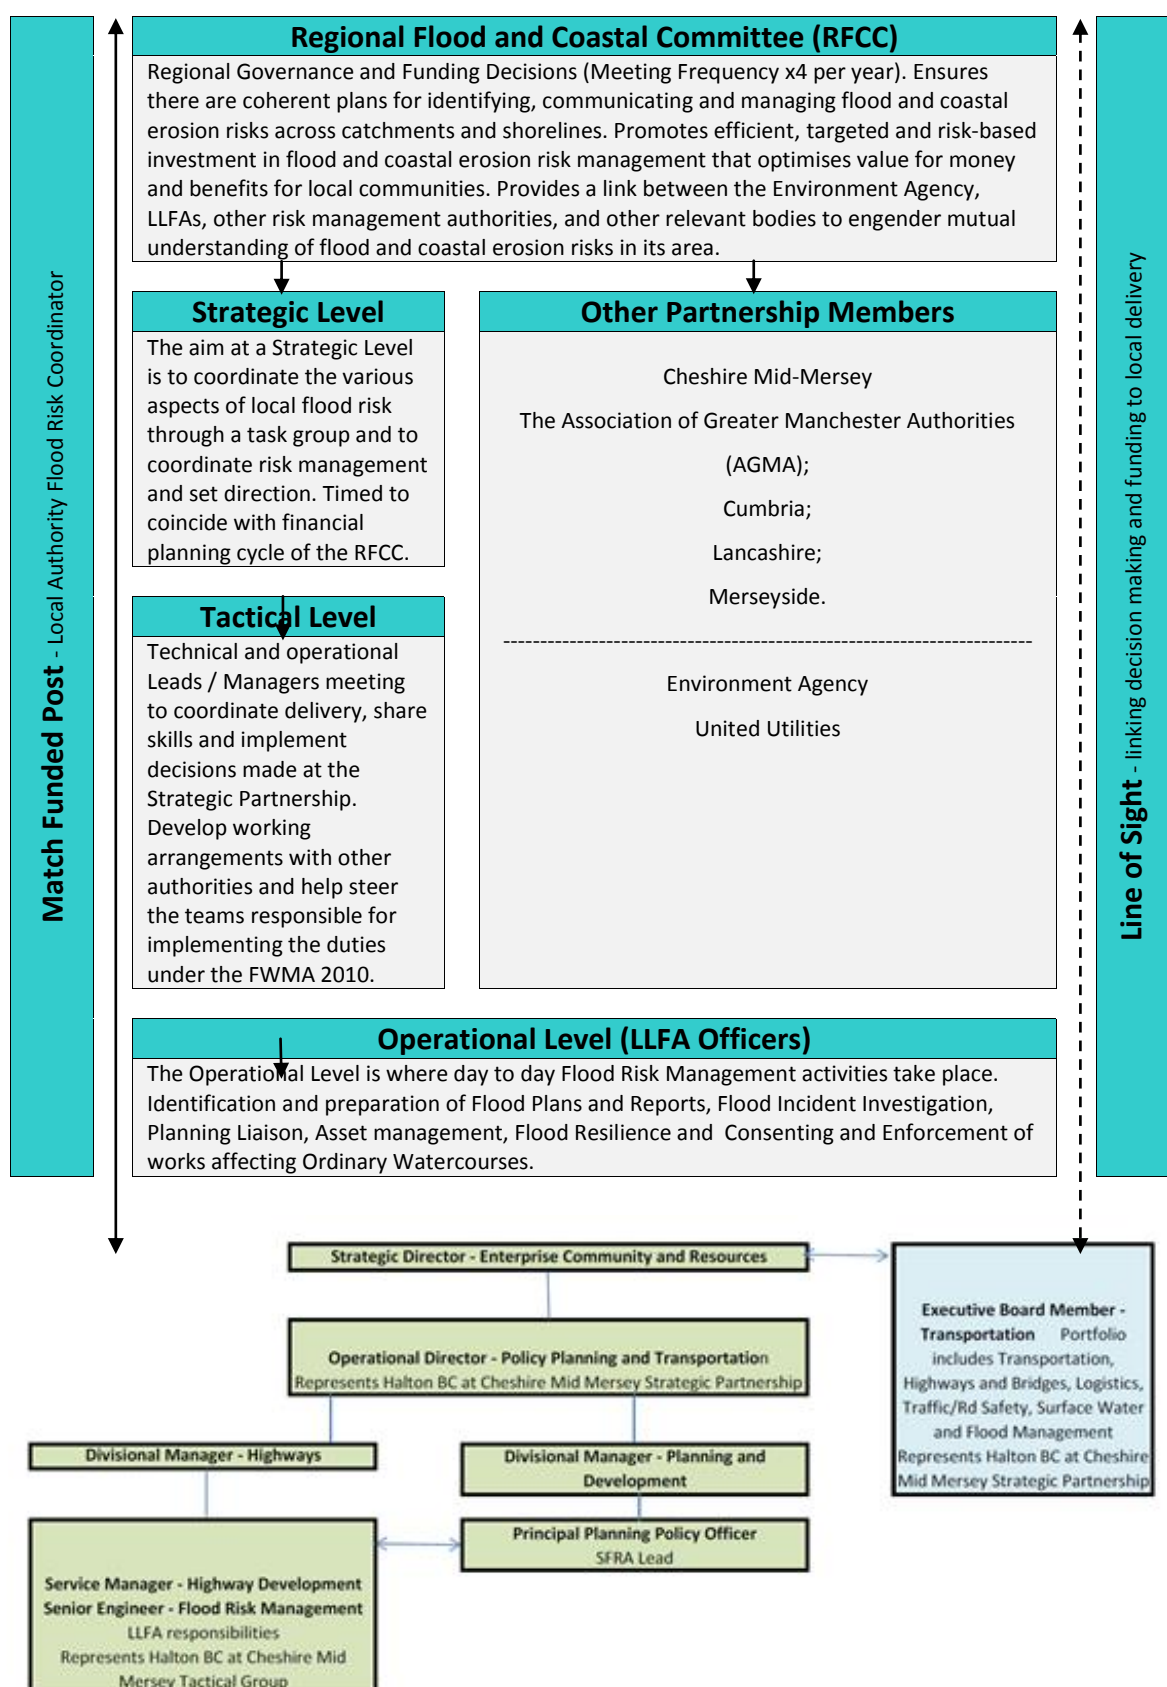 Regional Flood and Coastal Committee (RFCC)
Regional Governance and Funding Decisions (Meeting Frequency x4 per year). Ensures
there are coherent plans for identifying, communicating and managing flood and coastal
erosion risks across catchments and shorelines. Promotes efficient, targeted and risk-based
investment in flood and coastal erosion risk management that optimises value for money
and benefits for local communities. Provides a link between the Environment Agency,
LLFAs, other risk management authorities, and other relevant bodies to engender mutual
understanding of flood and coastal erosion risks in its area.
Match Funded Post - Local Authority Flood Risk Coordinator
Strategic Level
The aim at a Strategic Level
is to coordinate the various
aspects of local flood risk
through a task group and to
coordinate risk management
and set direction. Timed to
coincide with financial
planning cycle of the RFCC.
Tactical Level
Technical and operational
Leads / Managers meeting
to coordinate delivery, share
skills and implement
decisions made at the
Strategic Partnership.
Develop working
arrangements with other
authorities and help steer
the teams responsible for
implementing the duties
under the FWMA 2010.
Other Partnership Members
Cheshire Mid-Mersey
The Association of Greater Manchester Authorities
(AGMA);
Cumbria;
Lancashire;
Merseyside.
Environment Agency
United Utilities
Line of Sight - linking decision making and funding to local delivery
Operational Level (LLFA Officers)
The Operational Level is where day to day Flood Risk Management activities take place.
Identification and preparation of Flood Plans and Reports, Flood Incident Investigation,
Planning Liaison, Asset management, Flood Resilience and Consenting and Enforcement of
works affecting Ordinary Watercourses.
Strategic Director - Enterprise Community and Resources
Executive Board Member -
Transportation Portfolio
includes Transportation,
Highways and Bridges, Logistics,
Traffic/Rd Safety, Surface Water
and Flood Management
Represents Halton BC at Cheshire
Mid Mersey Strategic Partnership
Operational Director - Policy Planning and Transportation
Represents Halton BC at Cheshire Mid Mersey Strategic Partnership
Divisional Manager - Highways
Divisional Manager - Planning and
Development
Principal Planning Policy Officer
SFRA Lead
Service Manager - Highway Development
Senior Engineer - Flood Risk Management
LLFA responsibilities
Represents Halton BC at Cheshire Mid
Mersey Tactical Group